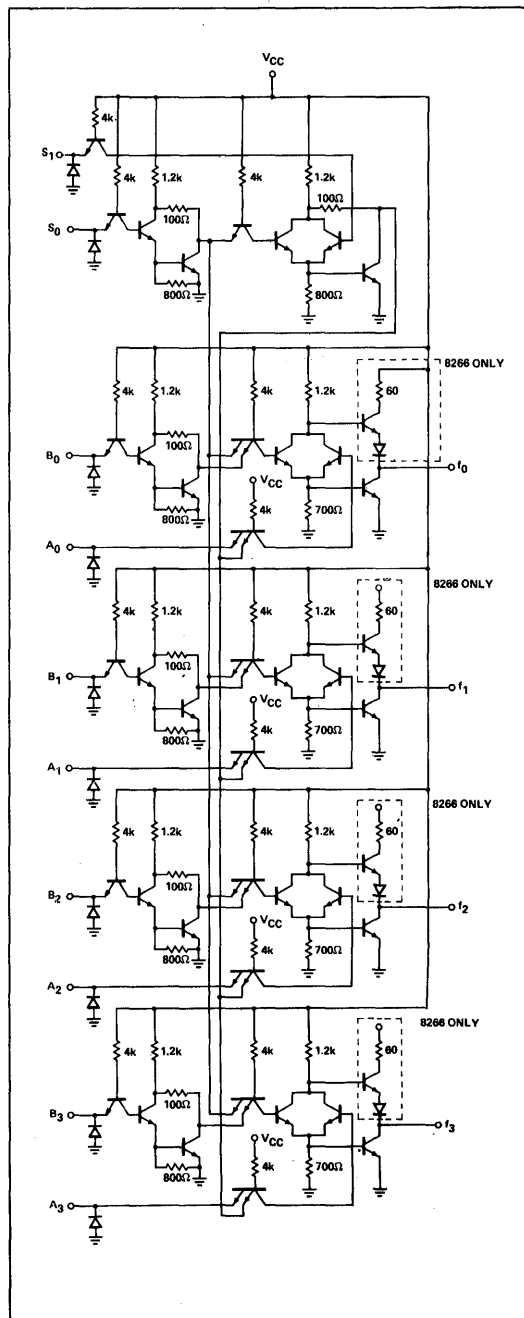 VCC
4k
S1
4k
1.2k
4k
1.2k
100Ω
100Ω
S0
800Ω
800Ω
8266 ONLY
4k
1.2k
4k
1.2k
60
100Ω
B0
f0
VCC
800Ω
700Ω
4k
A0
8266 ONLY
4k
1.2k
4k
1.2k
60
100Ω
B1
f1
VCC
800Ω
700Ω
4k
A1
8266 ONLY
4k
1.2k
4k
1.2k
60
100Ω
B2
f2
VCC
800Ω
700Ω
4k
A2
8266 ONLY
4k
1.2k
4k
1.2k
60
100Ω
B3
f3
VCC
800Ω
700Ω
4k
A3